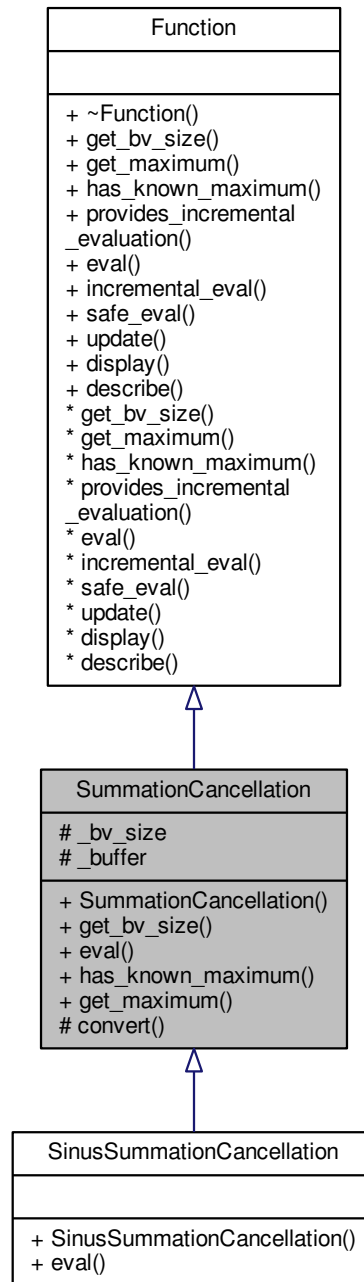 Function
+ ~Function()
+ get_bv_size()
+ get_maximum()
+ has_known_maximum()
+ provides_incremental
_evaluation()
+ eval()
+ incremental_eval()
+ safe_eval()
+ update()
+ display()
+ describe()
* get_bv_size()
* get_maximum()
* has_known_maximum()
* provides_incremental
_evaluation()
* eval()
* incremental_eval()
* safe_eval()
* update()
* display()
* describe()
SummationCancellation
# _bv_size
# _buffer
+ SummationCancellation()
+ get_bv_size()
+ eval()
+ has_known_maximum()
+ get_maximum()
# convert()
SinusSummationCancellation
+ SinusSummationCancellation()
+ eval()